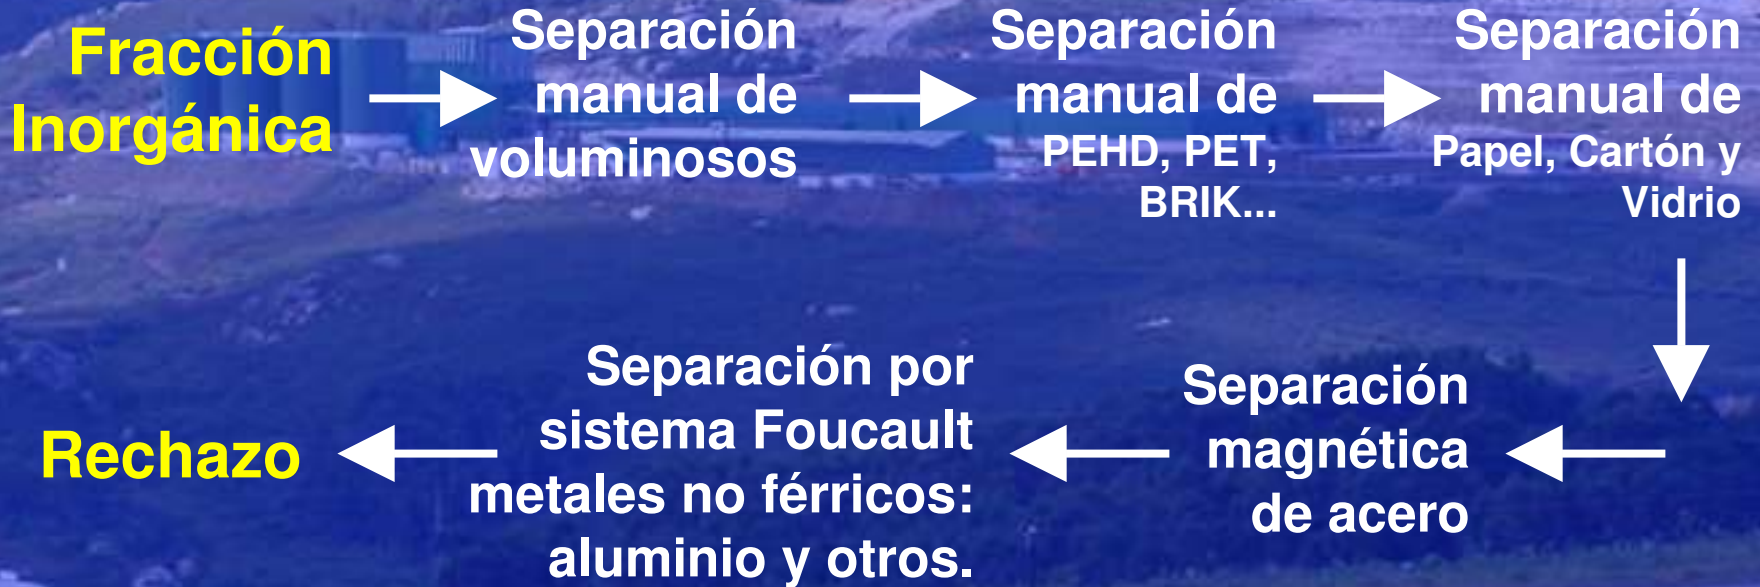 Fracción
Inorgánica
Separación
manual de
voluminosos
Separación
manual de
PEHD, PET,
BRIK...
Separación
manual de
Papel, Cartón y
Vidrio
Separación
magnética
de acero
Separación por
sistema Foucault
metales no férricos:
aluminio y otros.
Rechazo